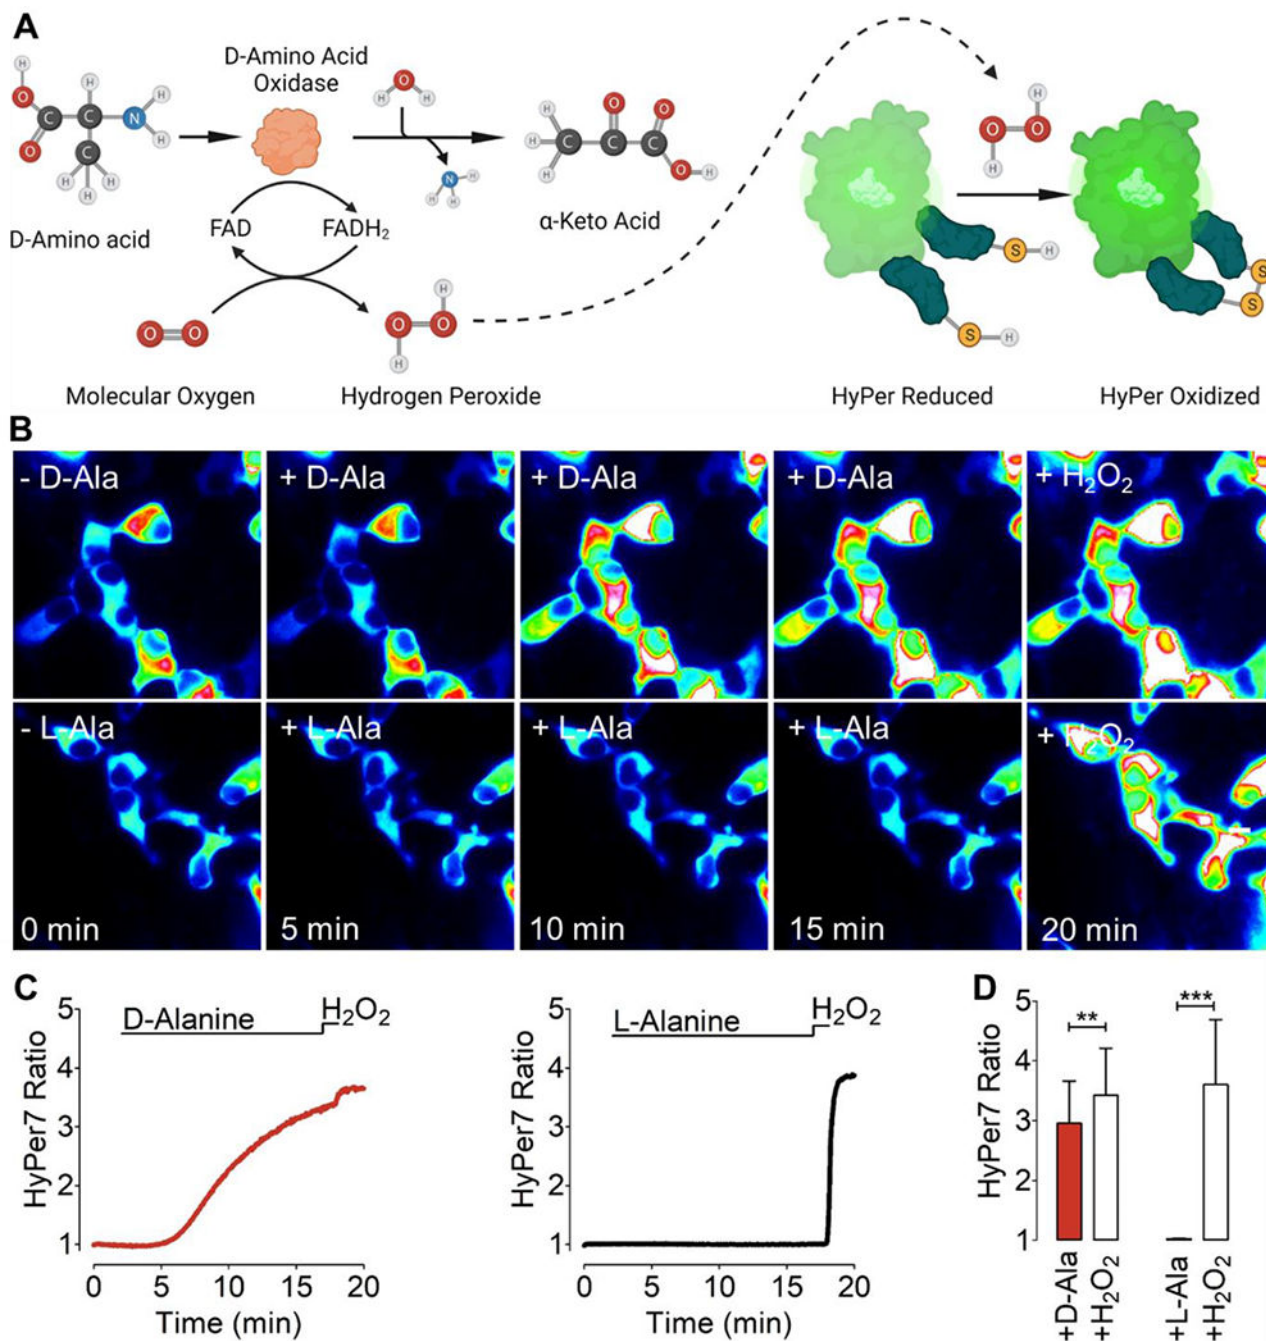 A
D-Amino Acid
Oxidase
H
O
C
O
H
C
N
H
H
C
H
H
H
D-Amino acid
FAD
FADH₂
O
H
H
N
H
H
H
H
H
H
C
O
C
O
C
O
H
α-Keto Acid
O
O
Molecular Oxygen
H
O
O
H
Hydrogen Peroxide
H
O
O
H
S
H
S
H
HyPer Reduced
S
S
HyPer Oxidized
B
- D-Ala
+ D-Ala
+ D-Ala
+ D-Ala
+ H₂O₂
- L-Ala
+ L-Ala
+ L-Ala
+ L-Ala
+ H₂O₂
0 min
5 min
10 min
15 min
20 min
C
HyPer7 Ratio
5
4
3
2
1
D-Alanine
H₂O₂
0
5
10
15
20
Time (min)
HyPer7 Ratio
5
4
3
2
1
L-Alanine
H₂O₂
0
5
10
15
20
Time (min)
D
HyPer7 Ratio
5
4
3
2
1
**
***
+D-Ala
+H₂O₂
+L-Ala
+H₂O₂